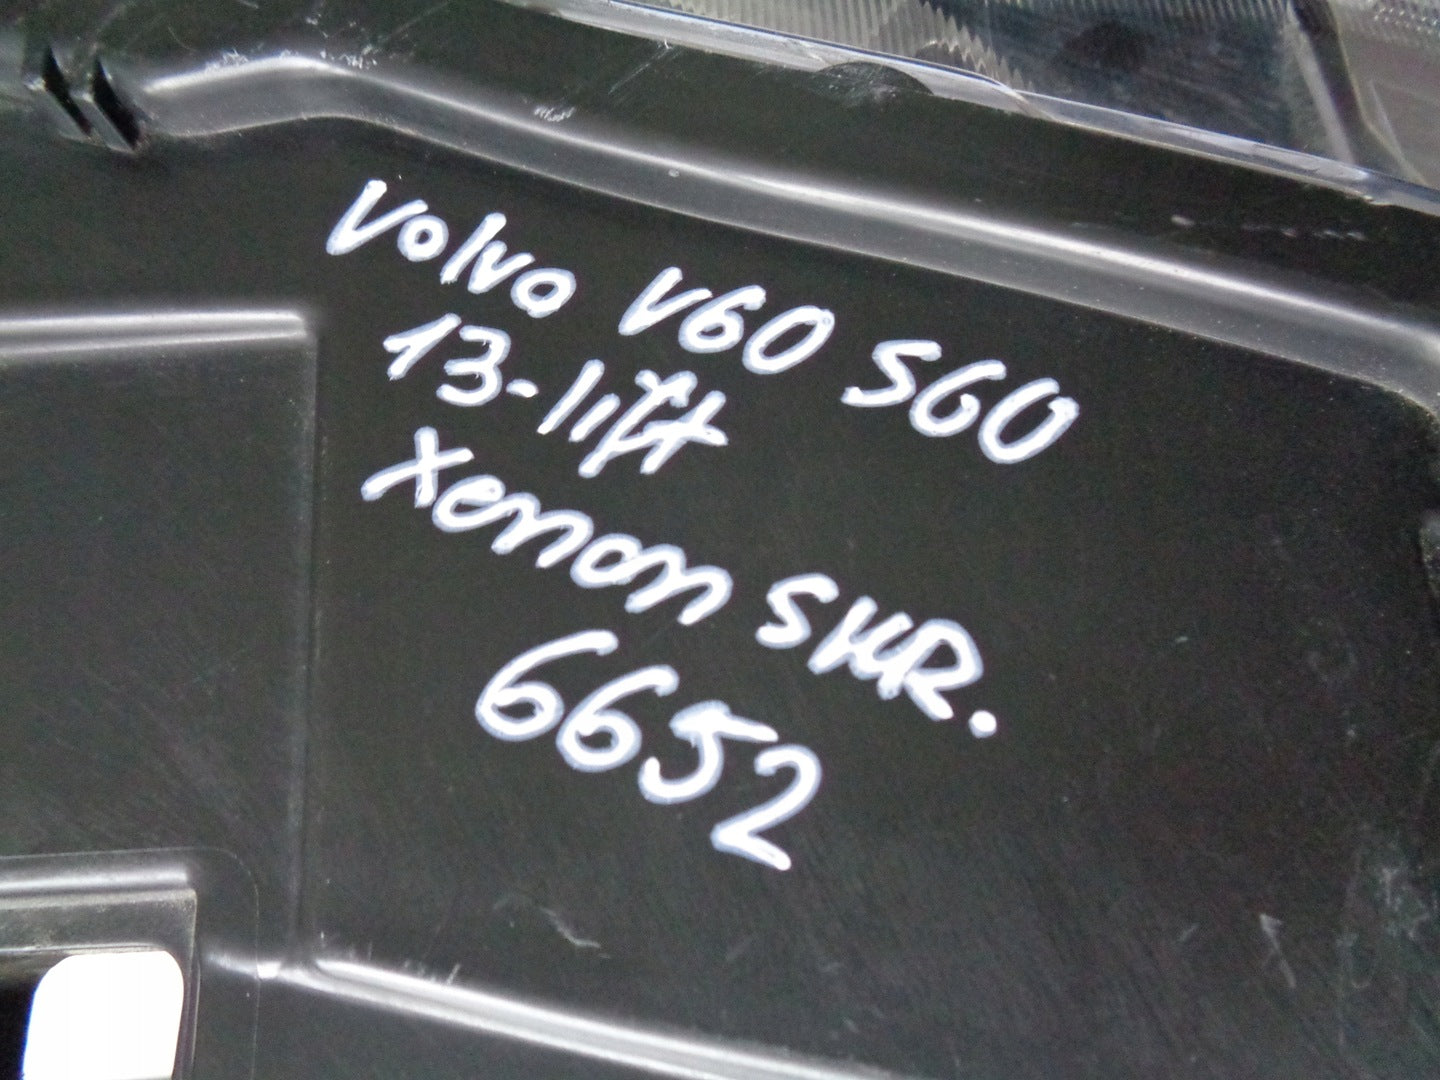 Volvo V60 S60
13-lift
Xenon SKR.
6652